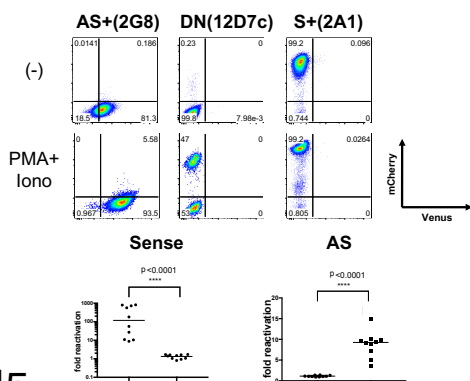 AS+(2G8) DN(12D7c) S+(2A1)
0.0141 0.186 0.23 0 99.2 0.096
(-)
18.5 81.3 99.8 7.98e-3 0.744 0
0 5.58 47 0 99.2 0.0264
PMA+
Iono
0.967 93.5 53 0 0.805 0
mCherry
Venus
Sense AS
p<0.0001 p<0.0001
**** ****
fold reactivation
1000
100
10
1
0.1
fold reactivation
20
15
10
5
0